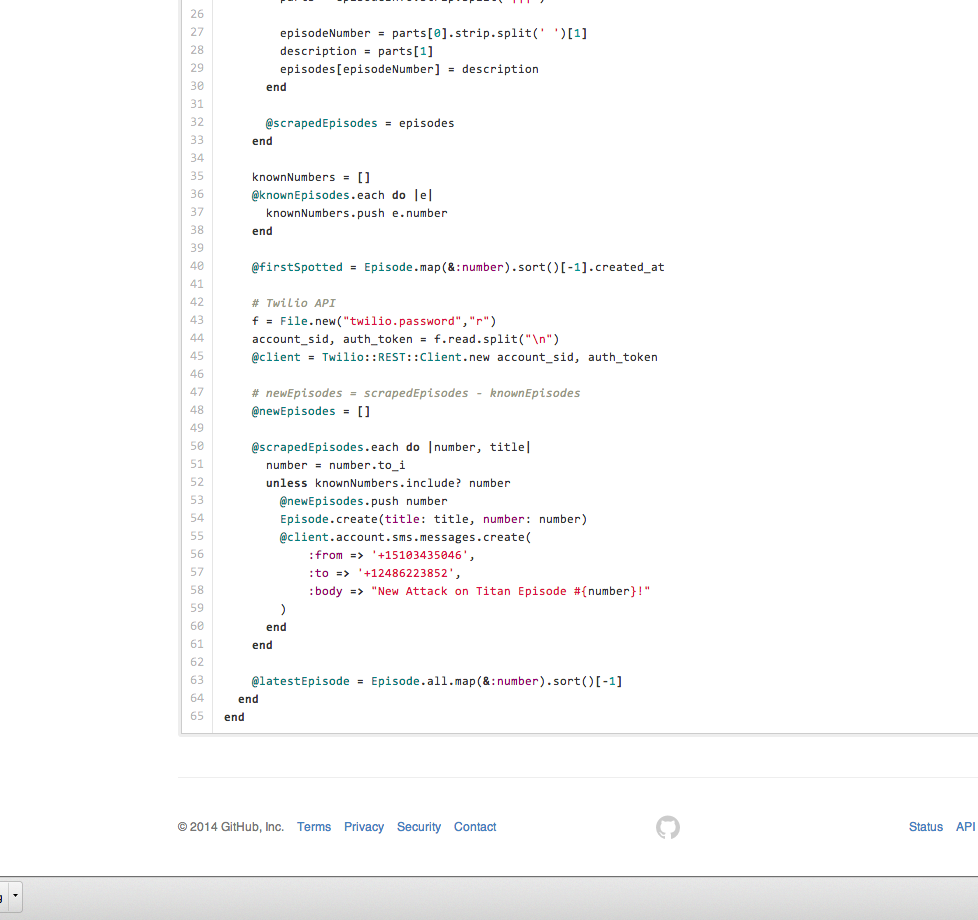 26
27 episodeNumber = parts[0].strip.split(' ')[1]
28 description = parts[1]
29 episodes[episodeNumber] = description
30 end
31
32 @scrapedEpisodes = episodes
33 end
34
35 knownNumbers = []
36 @knownEpisodes.each do |e|
37 knownNumbers.push e.number
38 end
39
40 @firstSpotted = Episode.map(&:number).sort()[-1].created_at
41
42 # Twilio API
43 f = File.new("twilio.password","r")
44 account_sid, auth_token = f.read.split("\n")
45 @client = Twilio::REST::Client.new account_sid, auth_token
46
47 # newEpisodes = scrapedEpisodes - knownEpisodes
48 @newEpisodes = []
49
50 @scrapedEpisodes.each do |number, title|
51 number = number.to_i
52 unless knownNumbers.include? number
53 @newEpisodes.push number
54 Episode.create(title: title, number: number)
55 @client.account.sms.messages.create(
56 :from => '+15103435046',
57 :to => '+12486223852',
58 :body => "New Attack on Titan Episode #{number}!"
59 )
60 end
61 end
62
63 @latestEpisode = Episode.all.map(&:number).sort()[-1]
64 end
65 end
© 2014 GitHub, Inc. Terms Privacy Security Contact Status API